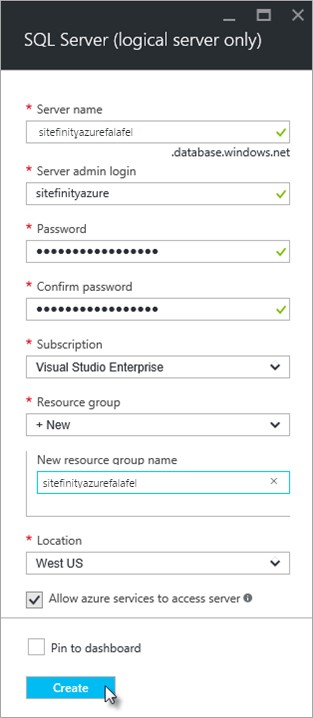 SQL Server (logical server only)
* Server name
sitefinityazurefalafel
.database.windows.net
* Server admin login
sitefinityazure
* Password
•••••••••••••••••
* Confirm password
•••••••••••••••••
* Subscription
Visual Studio Enterprise
* Resource group
+ New
New resource group name
sitefinityazurefalafel
* Location
West US
Allow azure services to access server
Pin to dashboard
Create